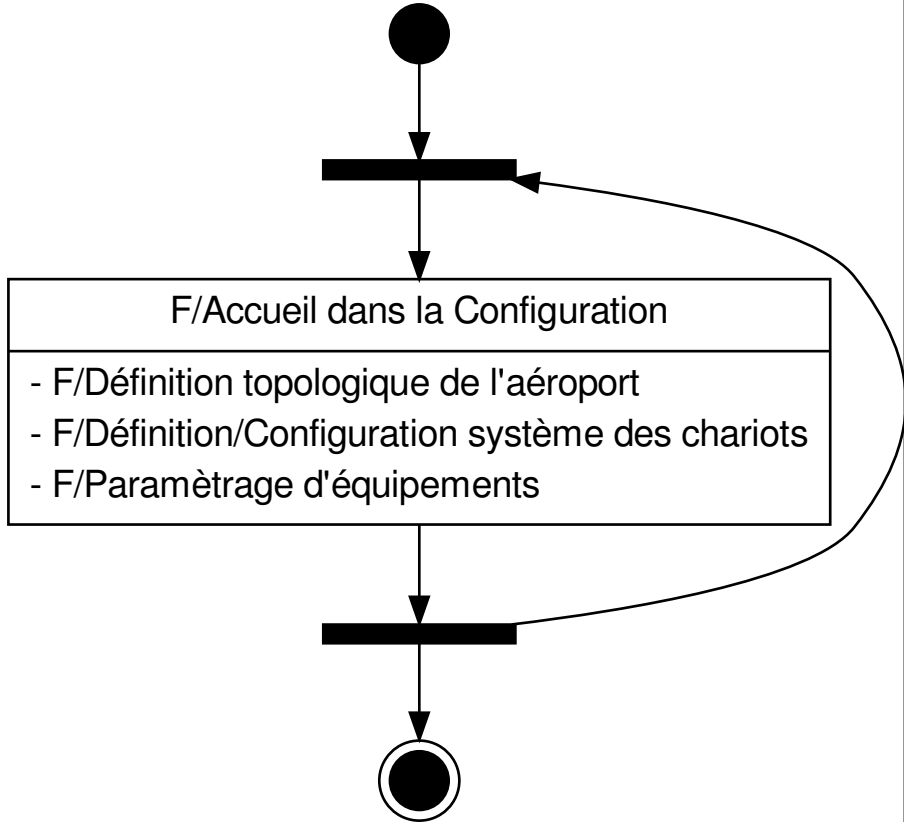 F/Accueil dans la Configuration
- F/Définition topologique de l'aéroport
- F/Définition/Configuration système des chariots
- F/Paramètrage d'équipements